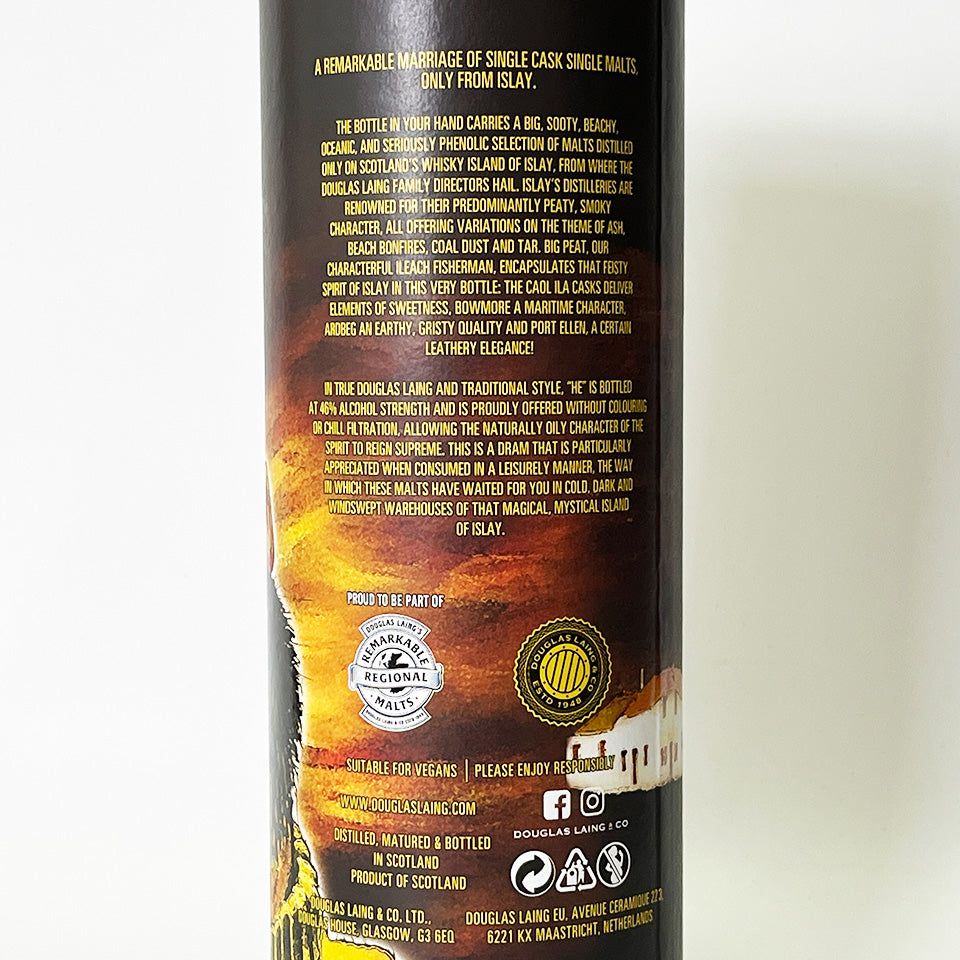 A REMARKABLE MARRIAGE OF SINGLE CASK SINGLE MALTS,
ONLY FROM ISLAY.
THE BOTTLE IN YOUR HAND CARRIES A BIG, SOOTY, BEACHY,
OCEANIC, AND SERIOUSLY PHENOLIC SELECTION OF MALTS DISTILLED
ONLY ON SCOTLAND'S WHISKY ISLAND OF ISLAY, FROM WHERE THE
DOUGLAS LAING FAMILY DIRECTORS HAIL. ISLAY'S DISTILLERIES ARE
RENOWNED FOR THEIR PREDOMINANTLY PEATY, SMOKY
CHARACTER, ALL OFFERING VARIATIONS ON THE THEME OF ASH,
BEACH BONFIRES, COAL DUST AND TAR. BIG PEAT, OUR
CHARACTERFUL ILEACH FISHERMAN, ENCAPSULATES THAT FEISTY
SPIRIT OF ISLAY IN THIS VERY BOTTLE: THE CAOL ILA CASKS DELIVER
ELEMENTS OF SWEETNESS, BOWMORE A MARITIME CHARACTER,
ARDBEG AN EARTHY, GRISTY QUALITY AND PORT ELLEN, A CERTAIN
LEATHERY ELEGANCE!
IN TRUE DOUGLAS LAING AND TRADITIONAL STYLE, "HE" IS BOTTLED
AT 46% ALCOHOL STRENGTH AND IS PROUDLY OFFERED WITHOUT COLOURING
OR CHILL FILTRATION, ALLOWING THE NATURALLY OILY CHARACTER OF THE
SPIRIT TO REIGN SUPREME. THIS IS A DRAM THAT IS PARTICULARLY
APPRECIATED WHEN CONSUMED IN A LEISURELY MANNER, THE WAY
IN WHICH THESE MALTS HAVE WAITED FOR YOU IN COLD, DARK AND
WINDSWEPT WAREHOUSES OF THAT MAGICAL, MYSTICAL ISLAND
OF ISLAY.
PROUD TO BE PART OF
DOUGLAS LAING'S
REMARKABLE
REGIONAL
MALTS
DOUGLAS LAING & CO ESTD 1948
DOUGLAS LAING & CO
ESTD 1948
SUITABLE FOR VEGANS | PLEASE ENJOY RESPONSIBLY
WWW.DOUGLASLAING.COM
DOUGLAS LAING & CO
DISTILLED, MATURED & BOTTLED
IN SCOTLAND
PRODUCT OF SCOTLAND
DOUGLAS LAING & CO. LTD.,
DOUGLAS HOUSE, GLASGOW, G3 6EQ
DOUGLAS LAING EU, AVENUE CERAMIQUE 223,
6221 KX MAASTRICHT, NETHERLANDS